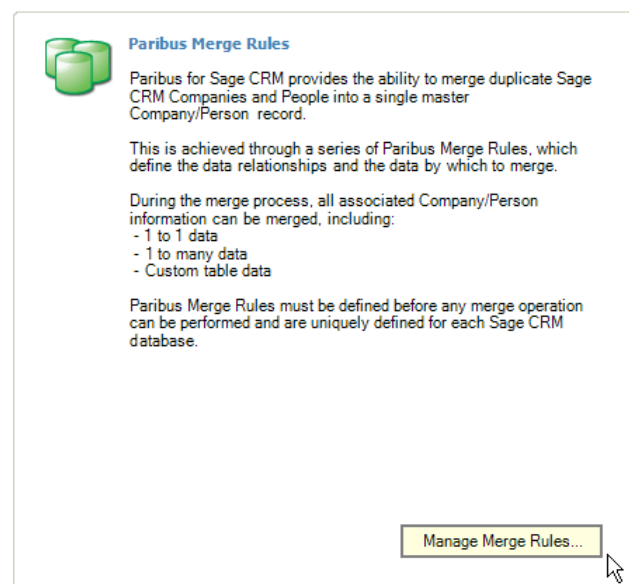 Paribus Merge Rules
Paribus for Sage CRM provides the ability to merge duplicate Sage
CRM Companies and People into a single master
Company/Person record.
This is achieved through a series of Paribus Merge Rules, which
define the data relationships and the data by which to merge.
During the merge process, all associated Company/Person
information can be merged, including:
- 1 to 1 data
- 1 to many data
- Custom table data
Paribus Merge Rules must be defined before any merge operation
can be performed and are uniquely defined for each Sage CRM
database.
Manage Merge Rules...